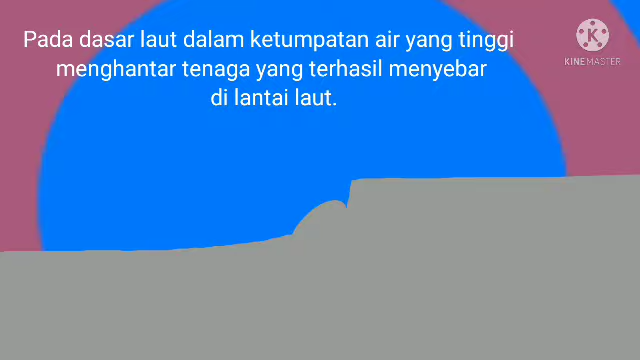 Pada dasar laut dalam ketumpatan air yang tinggi
menghantar tenaga yang terhasil menyebar
di lantai laut.
K
KINEMASTER